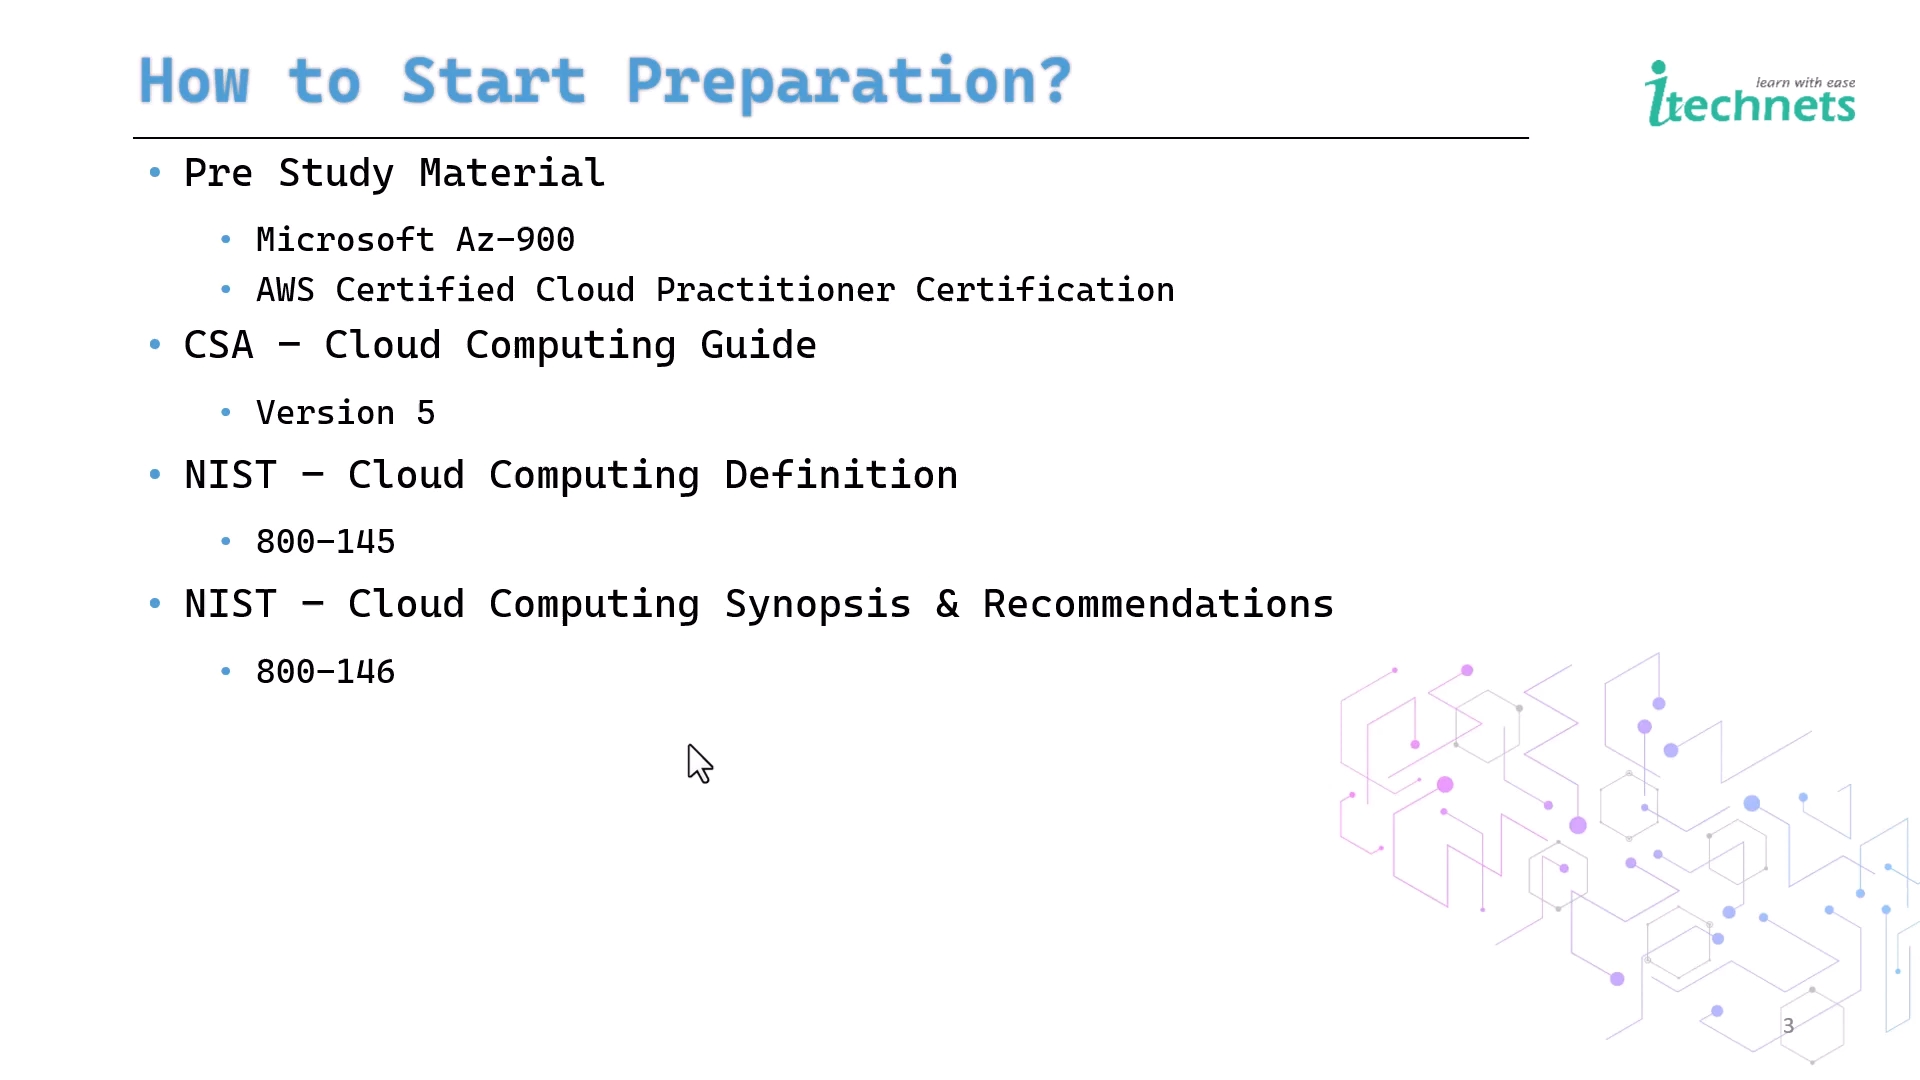 How to Start Preparation?
learn with ease
itechnets
• Pre Study Material
• Microsoft Az-900
• AWS Certified Cloud Practitioner Certification
• CSA – Cloud Computing Guide
• Version 5
• NIST – Cloud Computing Definition
• 800-145
• NIST – Cloud Computing Synopsis & Recommendations
• 800-146
3